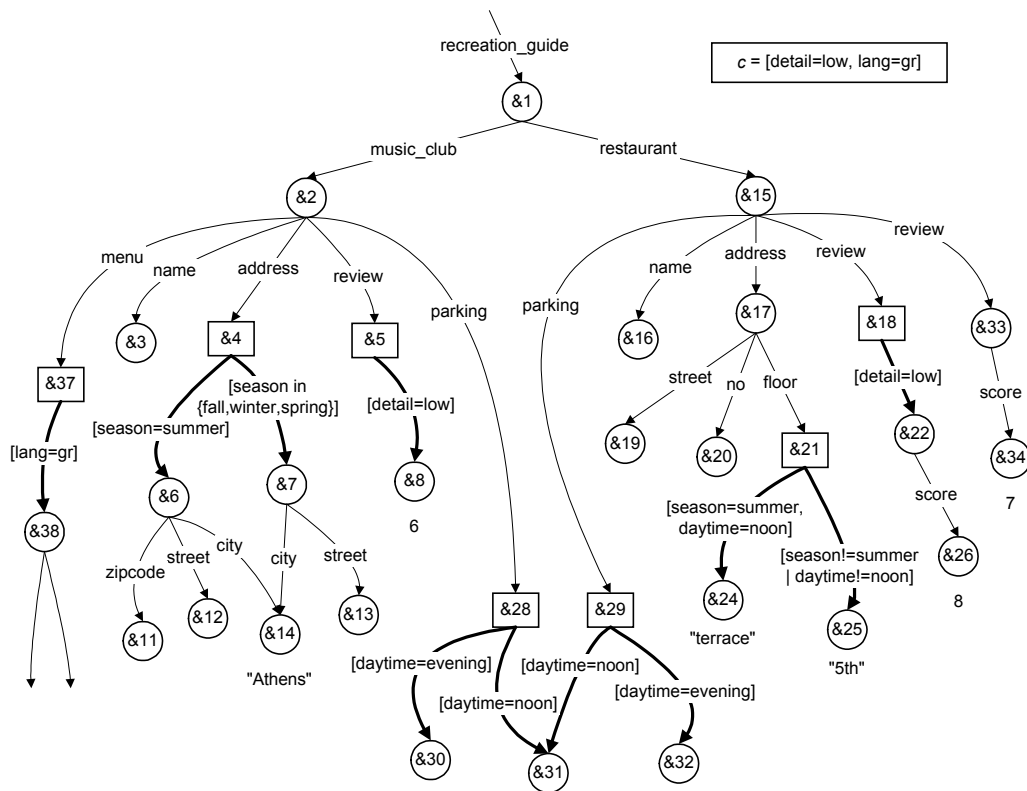 recreation_guide
c = [detail=low, lang=gr]
&1
music_club
restaurant
&2
&15
menu
name
address
review
parking
parking
name
address
review
review
&3
&4
&5
&16
&17
&18
&33
&37
[season in
{fall,winter,spring}]
[season=summer]
[detail=low]
street
no
floor
[detail=low]
score
[lang=gr]
&6
&7
&8
6
&19
&20
&21
&22
&34
7
&38
zipcode
street
city
city
street
[season=summer,
daytime=noon]
[season!=summer
| daytime!=noon]
score
&26
8
&11
&12
&14
&13
"Athens"
&28
&29
&24
"terrace"
&25
"5th"
[daytime=evening]
[daytime=noon]
[daytime=noon]
[daytime=evening]
&30
&31
&32